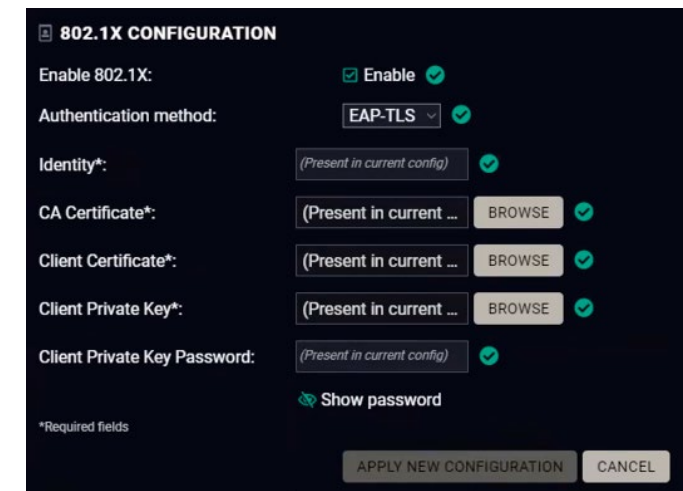 802.1X CONFIGURATION
Enable 802.1X: Enable
Authentication method: EAP-TLS
Identity*: (Present in current config)
CA Certificate*: (Present in current ... BROWSE
Client Certificate*: (Present in current ... BROWSE
Client Private Key*: (Present in current ... BROWSE
Client Private Key Password: (Present in current config)
Show password
*Required fields
APPLY NEW CONFIGURATION CANCEL